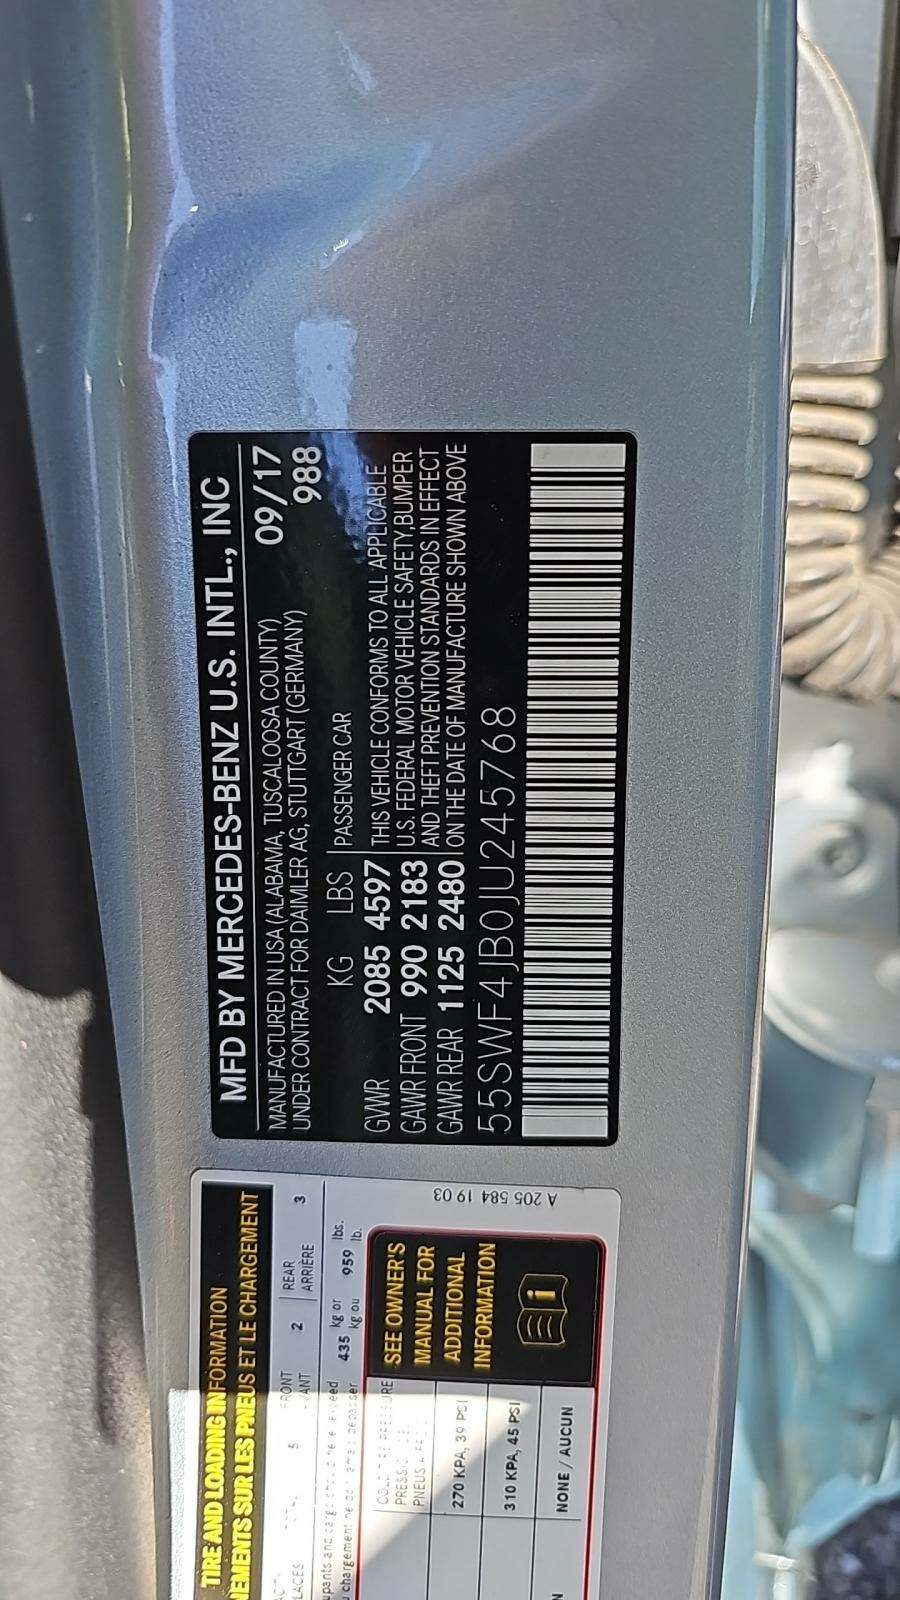 MFD BY MERCEDES-BENZ U.S. INTL., INC
MANUFACTURED IN USA (ALABAMA, TUSCALOOSA COUNTY) 09/17
UNDER CONTRACT FOR DAIMLER AG, STUTTGART (GERMANY) 988
KG LBS PASSENGER CAR
GVWR 2085 4597 THIS VEHICLE CONFORMS TO ALL APPLICABLE
GAWR FRONT 990 2183 U.S. FEDERAL MOTOR VEHICLE SAFETY,BUMPER
GAWR REAR 1125 2480 AND THEFT PREVENTION STANDARDS IN EFFECT
ON THE DATE OF MANUFACTURE SHOWN ABOVE
55SWF4JB0JU245768
TIRE AND LOADING INFORMATION
SUR LES PNEUS ET LE CHARGEMENT
5 2 REAR 3
ARRIÈRE
435 kg or lbs.
kg ou 959 lb.
SEE OWNER'S
MANUAL FOR
ADDITIONAL
INFORMATION
270 KPA, 39 PSI
310 KPA, 45 PSI
NONE / AUCUN
A 205 584 19 03